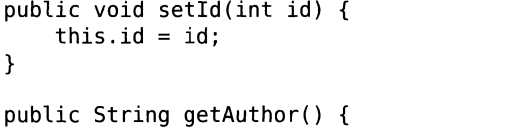 public void setId(int id) {
    this.id = id;
}

public String getAuthor() {